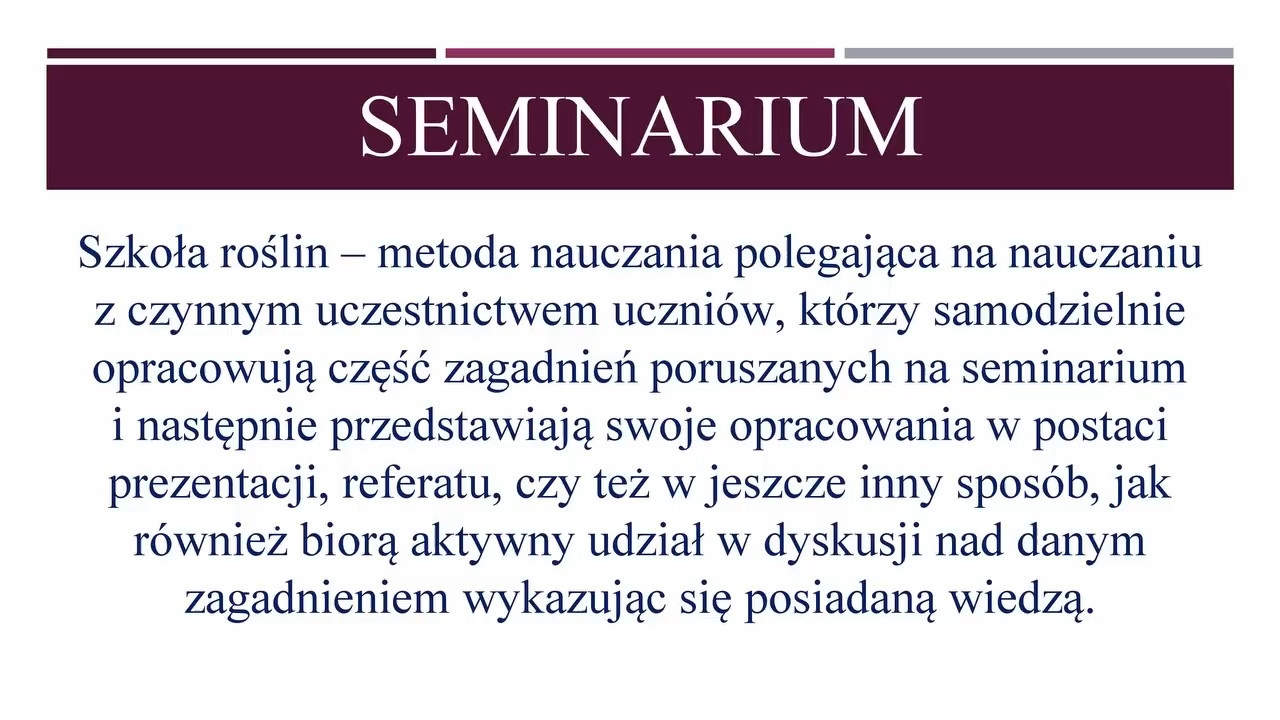 SEMINARIUM
Szkoła roślin – metoda nauczania polegająca na nauczaniu
z czynnym uczestnictwem uczniów, którzy samodzielnie
opracowują część zagadnień poruszanych na seminarium
i następnie przedstawiają swoje opracowania w postaci
prezentacji, referatu, czy też w jeszcze inny sposób, jak
również biorą aktywny udział w dyskusji nad danym
zagadnieniem wykazując się posiadaną wiedzą.